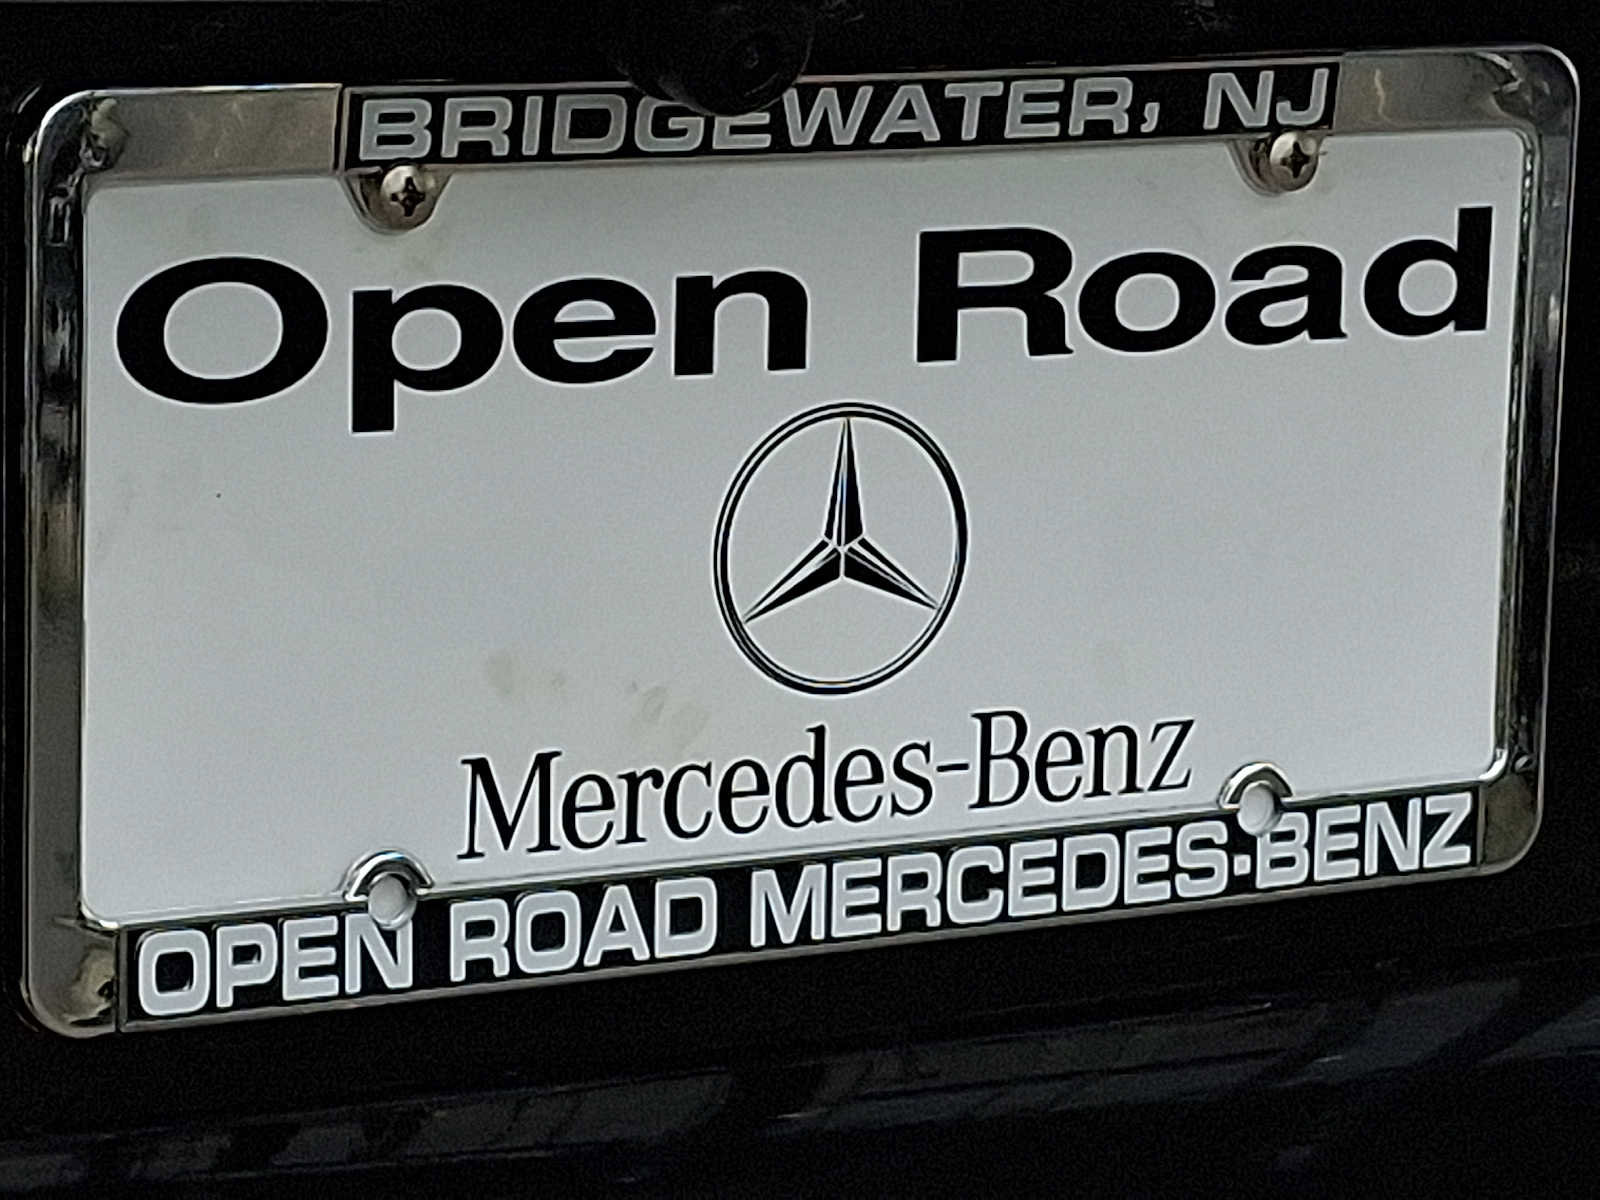 BRIDGEWATER, NJ
Open Road
Mercedes-Benz
OPEN ROAD MERCEDES-BENZ